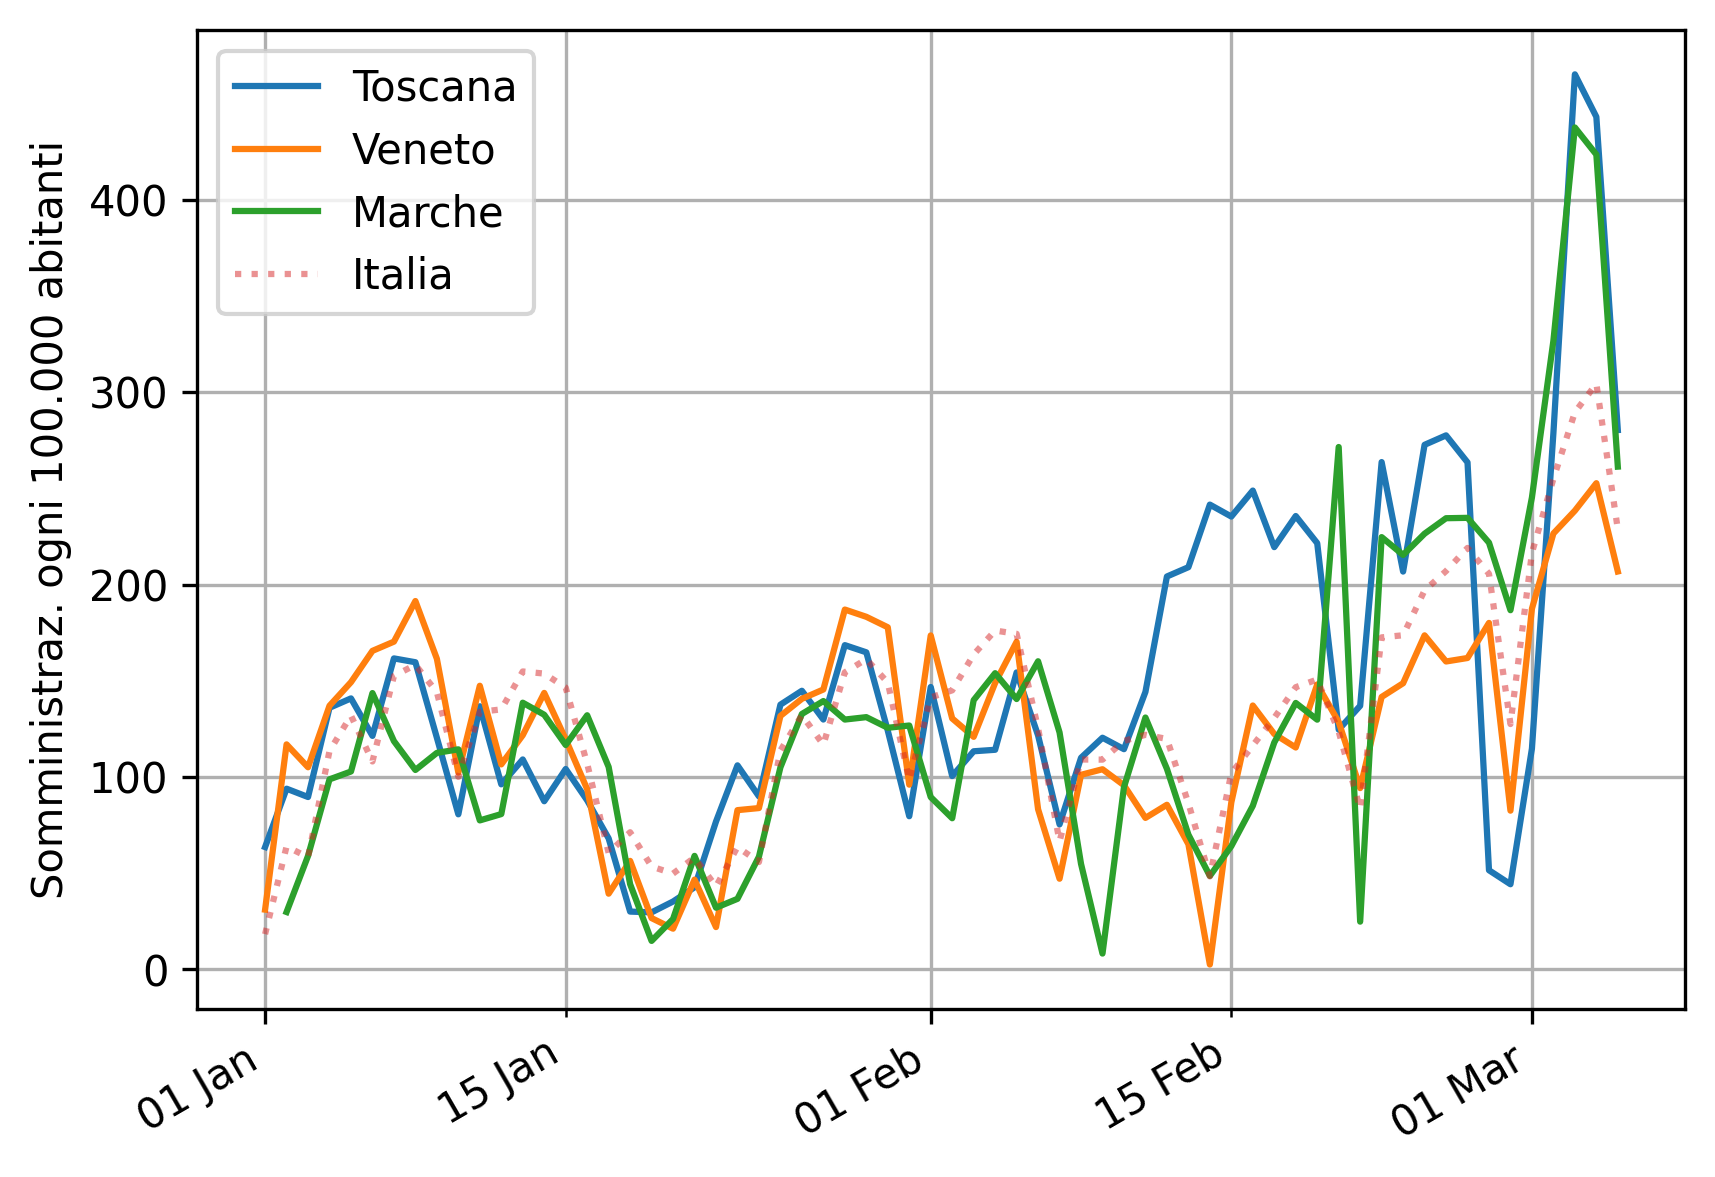 Toscana
Veneto
Marche
Italia
Somministraz. ogni 100.000 abitanti
400
300
200
100
0
01 Jan
15 Jan
01 Feb
15 Feb
01 Mar